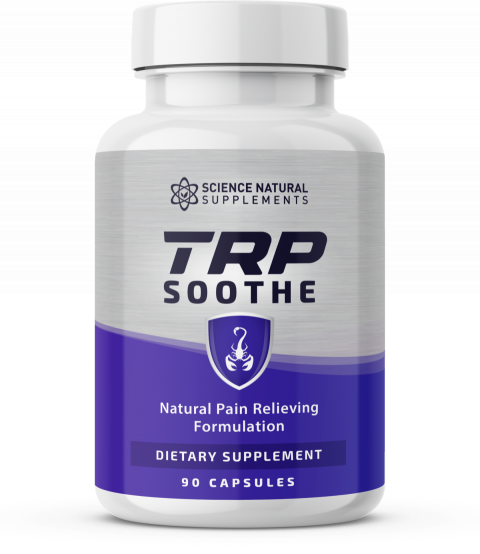 SCIENCE NATURAL
SUPPLEMENTS
TRP
SOOTHE
Natural Pain Relieving
Formulation
DIETARY SUPPLEMENT
90 CAPSULES